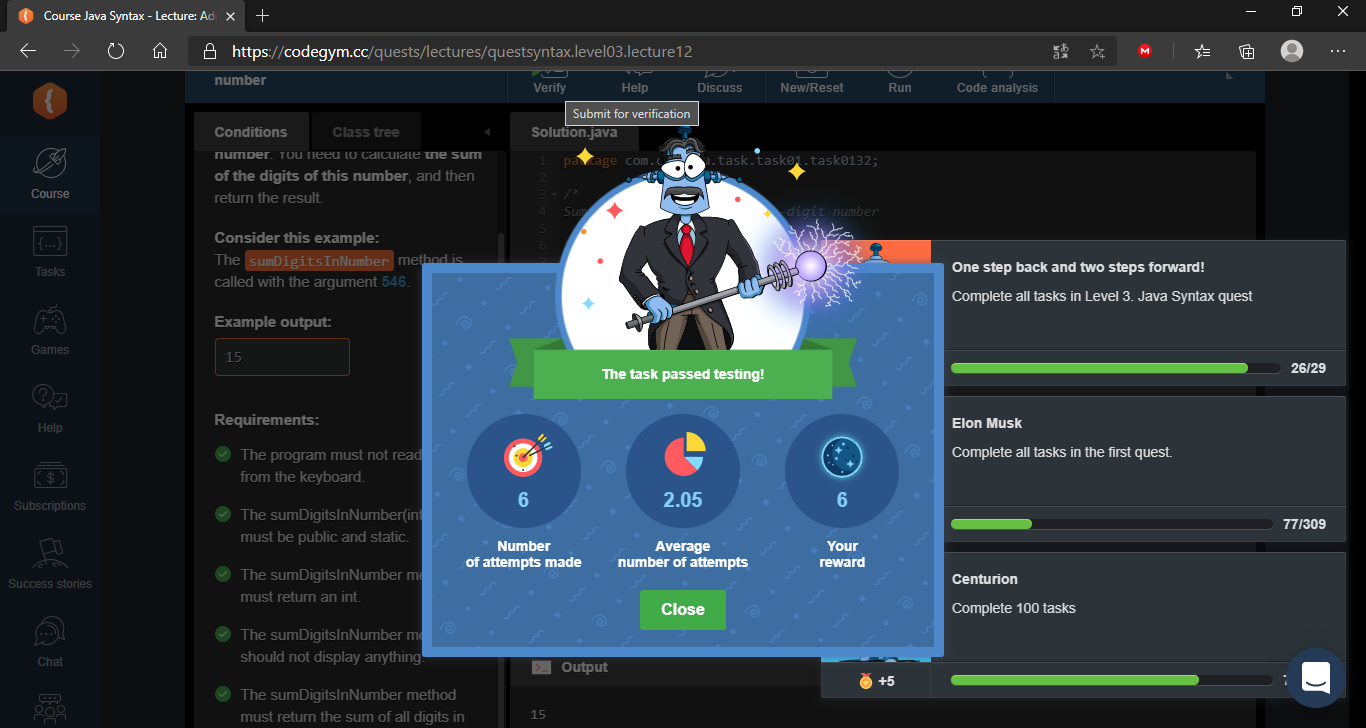 Course Java Syntax - Lecture: Ad
https://codegym.cc/quests/lectures/questsyntax.level03.lecture12
number
Verify
Help
Discuss
New/Reset
Run
Code analysis
Submit for verification
Course
{...}
Tasks
Games
Help
Subscriptions
Success stories
Chat
Conditions
Class tree
number. You need to calculate the sum
of the digits of this number, and then
return the result.
Consider this example:
The sumDigitsInNumber method is
called with the argument 546.
Example output:
15
Requirements:
The program must not read
from the keyboard.
The sumDigitsInNumber(int
must be public and static.
The sumDigitsInNumber me
must return an int.
The sumDigitsInNumber me
should not display anything.
The sumDigitsInNumber method
must return the sum of all digits in
Solution.java
1
.task.task01.task0132;
2
3 /*
4
-digit number
5
6
The task passed testing!
6
Number
of attempts made
2.05
Average
number of attempts
6
Your
reward
Close
One step back and two steps forward!
Complete all tasks in Level 3. Java Syntax quest
26/29
Elon Musk
Complete all tasks in the first quest.
77/309
Centurion
Complete 100 tasks
+5
Output
15